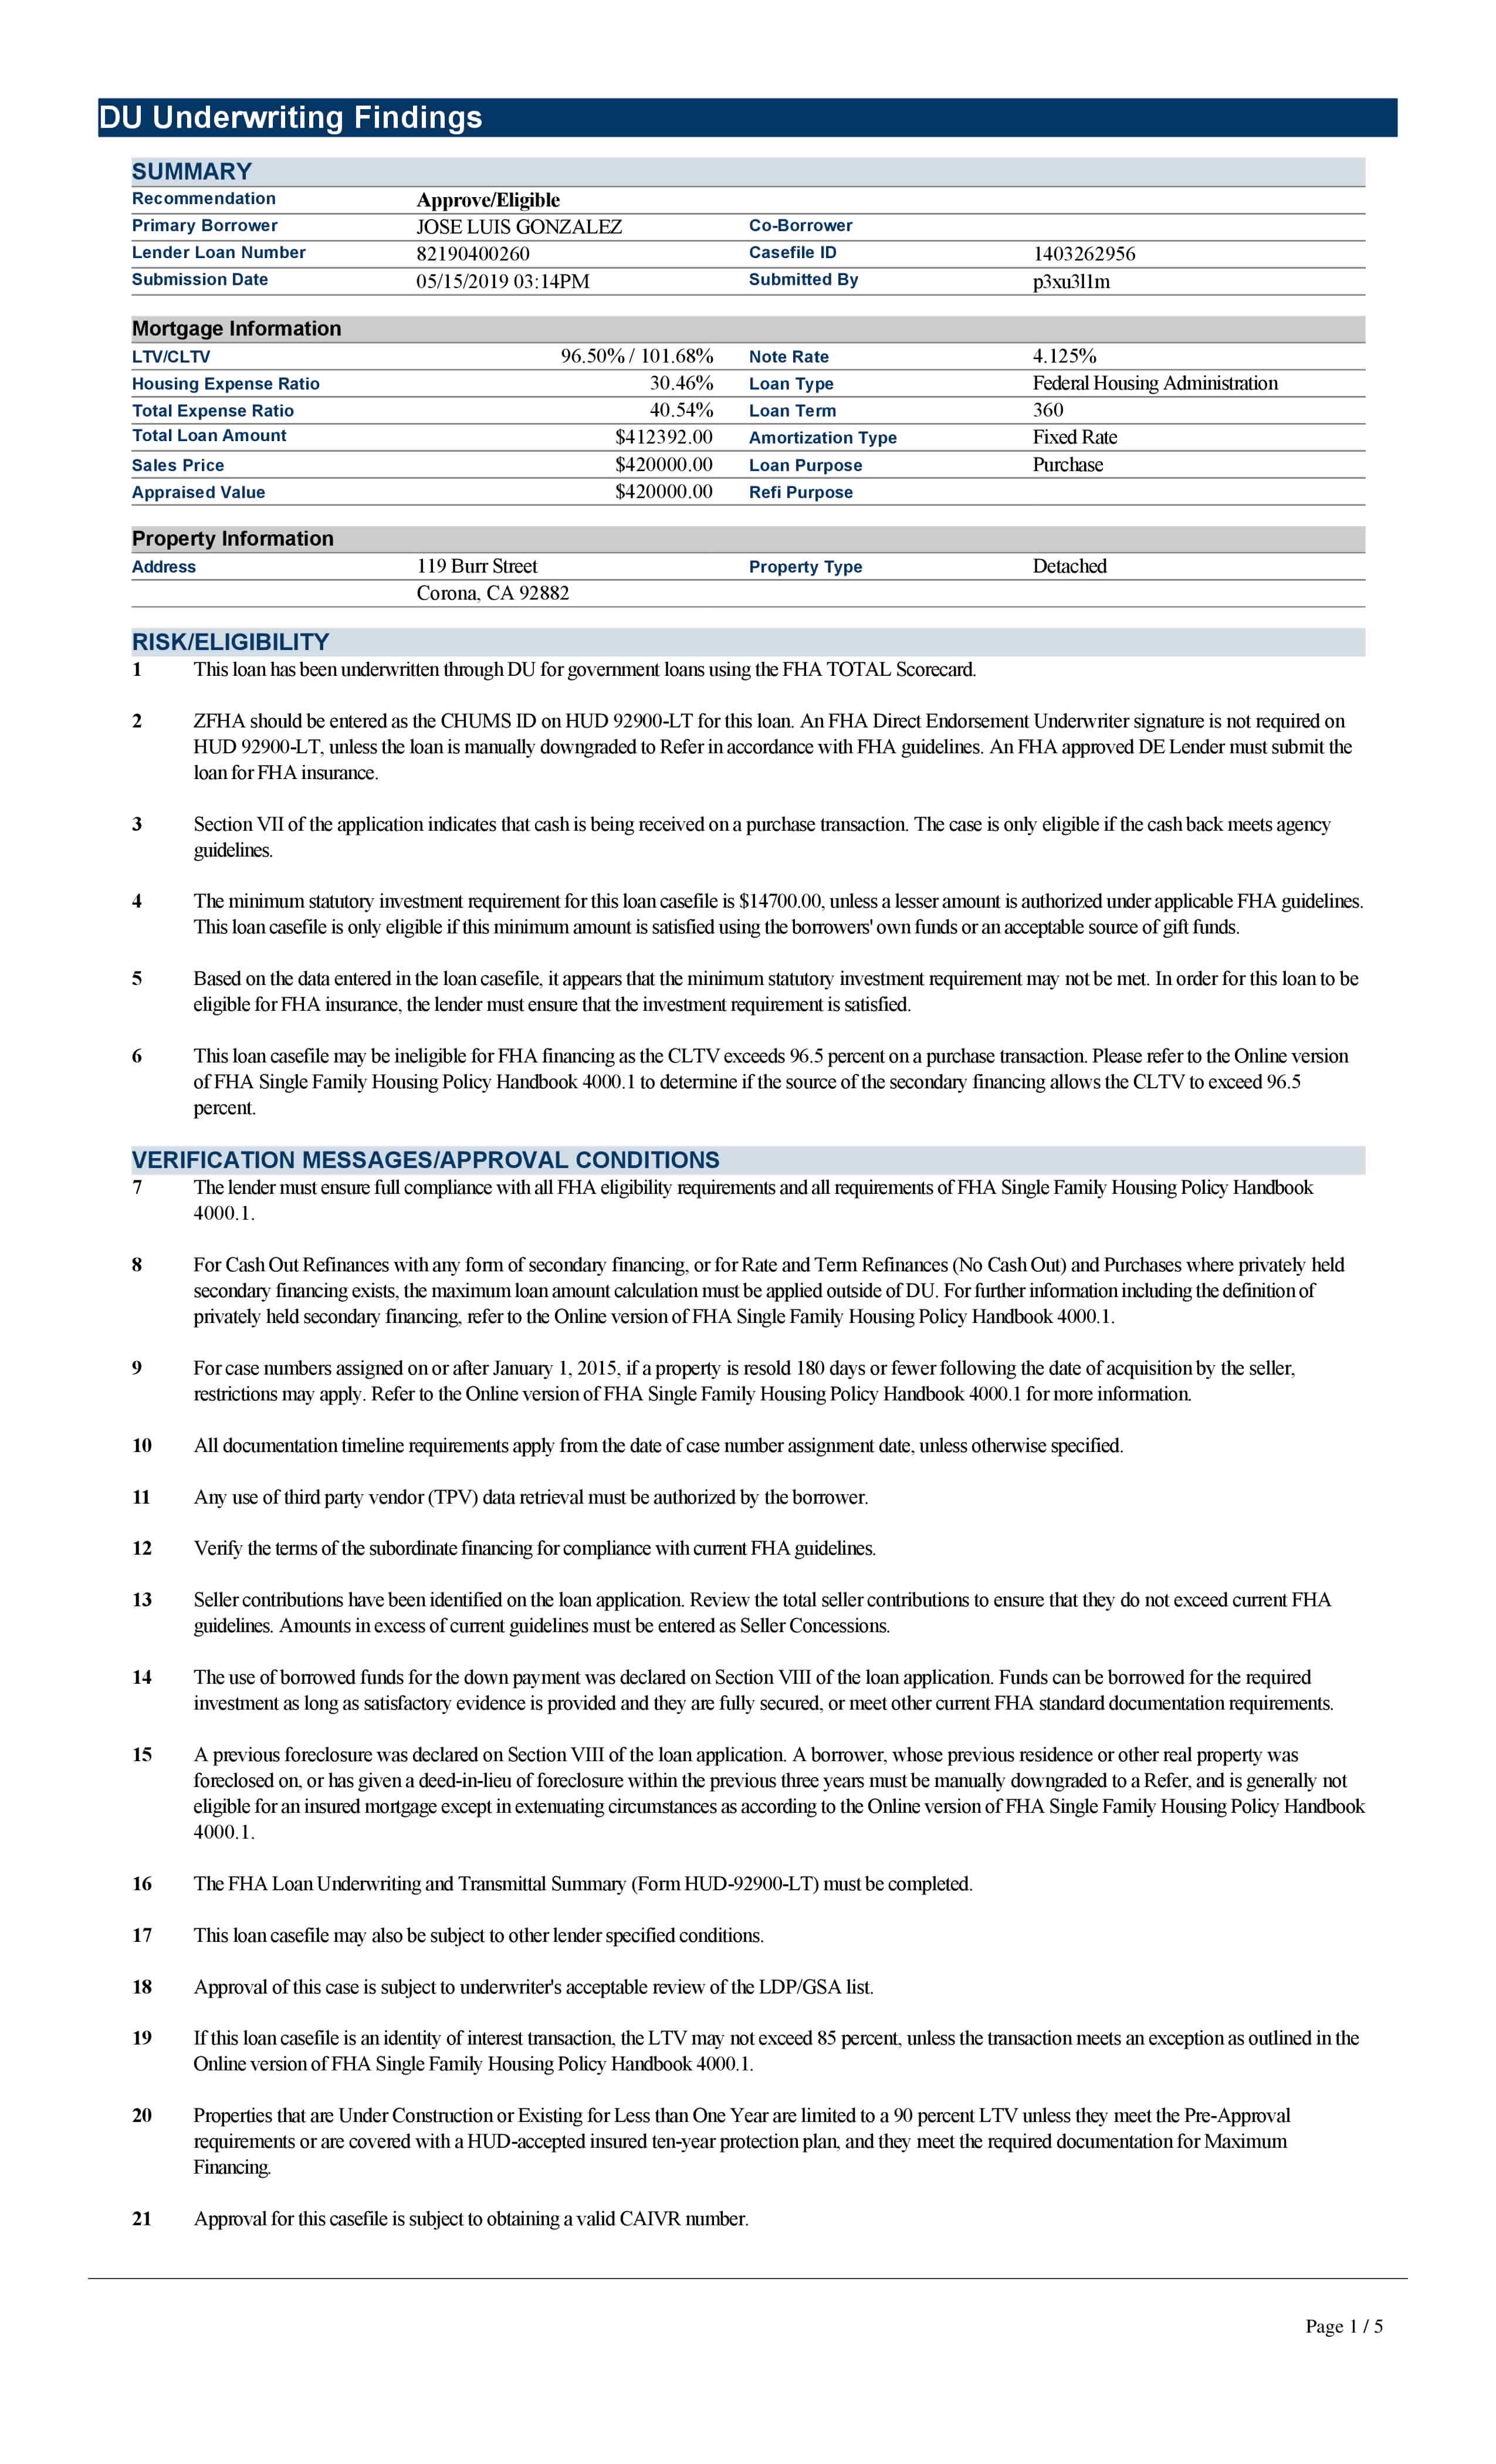 DU Underwriting Findings
SUMMARY
Recommendation Approve/Eligible
Primary Borrower JOSE LUIS GONZALEZ Co-Borrower
Lender Loan Number 82190400260 Casefile ID 1403262956
Submission Date 05/15/2019 03:14PM Submitted By p3xu3l1m
Mortgage Information
LTV/CLTV 96.50% / 101.68% Note Rate 4.125%
Housing Expense Ratio 30.46% Loan Type Federal Housing Administration
Total Expense Ratio 40.54% Loan Term 360
Total Loan Amount $412392.00 Amortization Type Fixed Rate
Sales Price $420000.00 Loan Purpose Purchase
Appraised Value $420000.00 Refi Purpose
Property Information
Address 119 Burr Street Property Type Detached
Corona, CA 92882
RISK/ELIGIBILITY
1 This loan has been underwritten through DU for government loans using the FHA TOTAL Scorecard.
2 ZFHA should be entered as the CHUMS ID on HUD 92900-LT for this loan. An FHA Direct Endorsement Underwriter signature is not required on
HUD 92900-LT, unless the loan is manually downgraded to Refer in accordance with FHA guidelines. An FHA approved DE Lender must submit the
loan for FHA insurance.
3 Section VII of the application indicates that cash is being received on a purchase transaction. The case is only eligible if the cash back meets agency
guidelines.
4 The minimum statutory investment requirement for this loan casefile is $14700.00, unless a lesser amount is authorized under applicable FHA guidelines.
This loan casefile is only eligible if this minimum amount is satisfied using the borrowers' own funds or an acceptable source of gift funds.
5 Based on the data entered in the loan casefile, it appears that the minimum statutory investment requirement may not be met. In order for this loan to be
eligible for FHA insurance, the lender must ensure that the investment requirement is satisfied.
6 This loan casefile may be ineligible for FHA financing as the CLTV exceeds 96.5 percent on a purchase transaction. Please refer to the Online version
of FHA Single Family Housing Policy Handbook 4000.1 to determine if the source of the secondary financing allows the CLTV to exceed 96.5
percent.
VERIFICATION MESSAGES/APPROVAL CONDITIONS
7 The lender must ensure full compliance with all FHA eligibility requirements and all requirements of FHA Single Family Housing Policy Handbook
4000.1.
8 For Cash Out Refinances with any form of secondary financing, or for Rate and Term Refinances (No Cash Out) and Purchases where privately held
secondary financing exists, the maximum loan amount calculation must be applied outside of DU. For further information including the definition of
privately held secondary financing, refer to the Online version of FHA Single Family Housing Policy Handbook 4000.1.
9 For case numbers assigned on or after January 1, 2015, if a property is resold 180 days or fewer following the date of acquisition by the seller,
restrictions may apply. Refer to the Online version of FHA Single Family Housing Policy Handbook 4000.1 for more information.
10 All documentation timeline requirements apply from the date of case number assignment date, unless otherwise specified.
11 Any use of third party vendor (TPV) data retrieval must be authorized by the borrower.
12 Verify the terms of the subordinate financing for compliance with current FHA guidelines.
13 Seller contributions have been identified on the loan application. Review the total seller contributions to ensure that they do not exceed current FHA
guidelines. Amounts in excess of current guidelines must be entered as Seller Concessions.
14 The use of borrowed funds for the down payment was declared on Section VIII of the loan application. Funds can be borrowed for the required
investment as long as satisfactory evidence is provided and they are fully secured, or meet other current FHA standard documentation requirements.
15 A previous foreclosure was declared on Section VIII of the loan application. A borrower, whose previous residence or other real property was
foreclosed on, or has given a deed-in-lieu of foreclosure within the previous three years must be manually downgraded to a Refer, and is generally not
eligible for an insured mortgage except in extenuating circumstances as according to the Online version of FHA Single Family Housing Policy Handbook
4000.1.
16 The FHA Loan Underwriting and Transmittal Summary (Form HUD-92900-LT) must be completed.
17 This loan casefile may also be subject to other lender specified conditions.
18 Approval of this case is subject to underwriter's acceptable review of the LDP/GSA list.
19 If this loan casefile is an identity of interest transaction, the LTV may not exceed 85 percent, unless the transaction meets an exception as outlined in the
Online version of FHA Single Family Housing Policy Handbook 4000.1.
20 Properties that are Under Construction or Existing for Less than One Year are limited to a 90 percent LTV unless they meet the Pre-Approval
requirements or are covered with a HUD-accepted insured ten-year protection plan, and they meet the required documentation for Maximum
Financing.
21 Approval for this casefile is subject to obtaining a valid CAIVR number.
Page 1 / 5